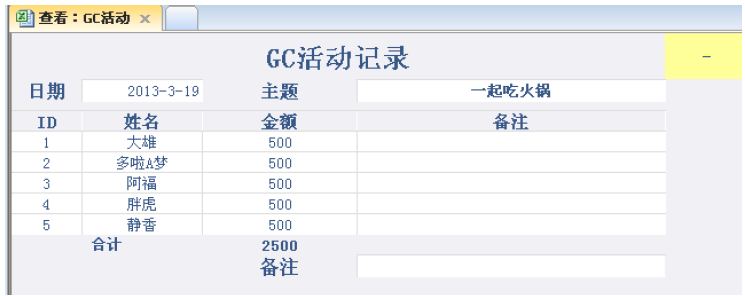 查看：GC活动
GC活动记录 -
日期 2013-3-19 主题 一起吃火锅
ID 姓名 金额 备注
1 大雄 500
2 多啦A梦 500
3 阿福 500
4 胖虎 500
5 静香 500
合计 2500
备注